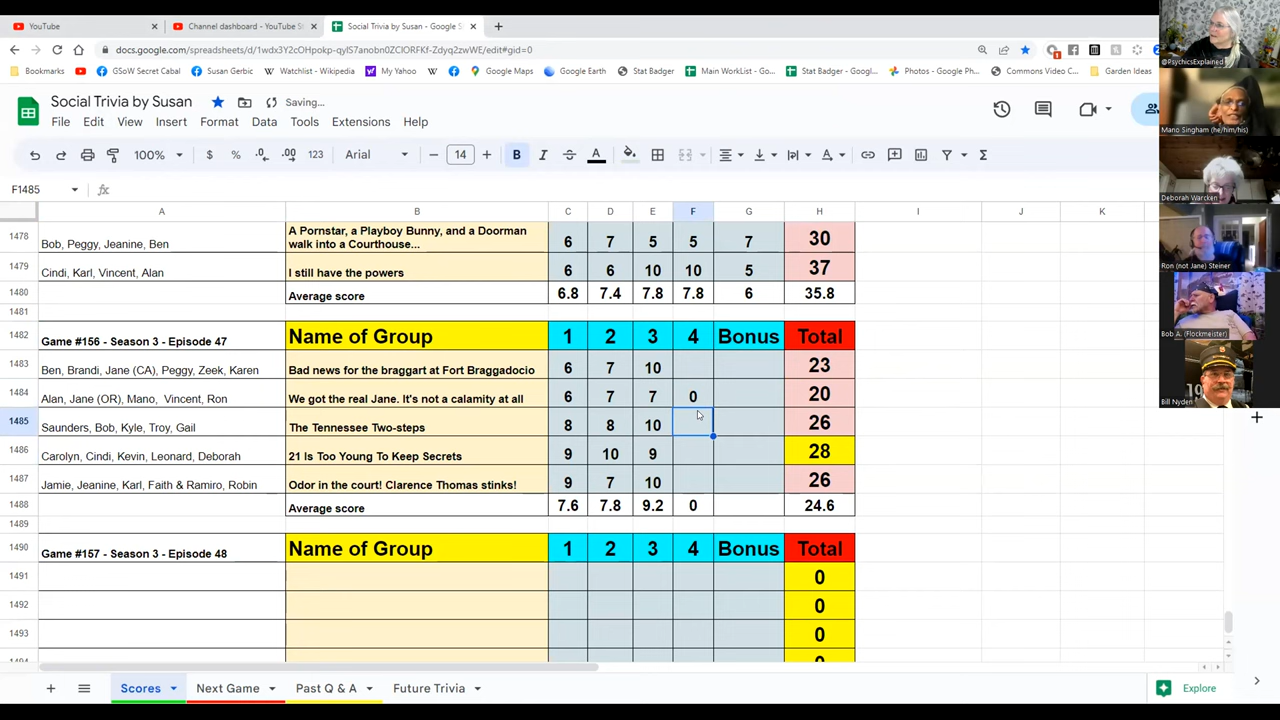 YouTube
Channel dashboard - YouTube S
Social Trivia by Susan - Google S
docs.google.com/spreadsheets/d/1wdx3Y2cOHpokp-qyIS7anobn0ZCIORFKf-Zdyq2zwWE/edit#gid=0
Bookmarks GSoW Secret Cabal Susan Gerbic Watchlist - Wikipedia My Yahoo Google Maps Google Earth Stat Badger Main WorkList - Go... Stat Badger - Googl... Photos - Google Ph... Commons Video C... Garden Ideas
Social Trivia by Susan Saving...
File Edit View Insert Format Data Tools Extensions Help
100% $ % .0 .00 123 Arial 14 B I A
F1485 fx
A B C D E F G H I J K
1478 Bob, Peggy, Jeanine, Ben A Pornstar, a Playboy Bunny, and a Doorman walk into a Courthouse... 6 7 5 5 7 30
1479 Cindi, Karl, Vincent, Alan I still have the powers 6 6 10 10 5 37
1480 Average score 6.8 7.4 7.8 7.8 6 35.8
1481
1482 Game #156 - Season 3 - Episode 47 Name of Group 1 2 3 4 Bonus Total
1483 Ben, Brandi, Jane (CA), Peggy, Zeek, Karen Bad news for the braggart at Fort Braggadocio 6 7 10 23
1484 Alan, Jane (OR), Mano, Vincent, Ron We got the real Jane. It's not a calamity at all 6 7 7 0 20
1485 Saunders, Bob, Kyle, Troy, Gail The Tennessee Two-steps 8 8 10 26
1486 Carolyn, Cindi, Kevin, Leonard, Deborah 21 Is Too Young To Keep Secrets 9 10 9 28
1487 Jamie, Jeanine, Karl, Faith & Ramiro, Robin Odor in the court! Clarence Thomas stinks! 9 7 10 26
1488 Average score 7.6 7.8 9.2 0 24.6
1489
1490 Game #157 - Season 3 - Episode 48 Name of Group 1 2 3 4 Bonus Total
1491 0
1492 0
1493 0
Scores Next Game Past Q & A Future Trivia Explore
@PsychicsExplained
Mano Singham (he/him/his)
Deborah Warcken
Ron (not Jane) Steiner
Bob A. (Flockmeister)
Bill Nyden